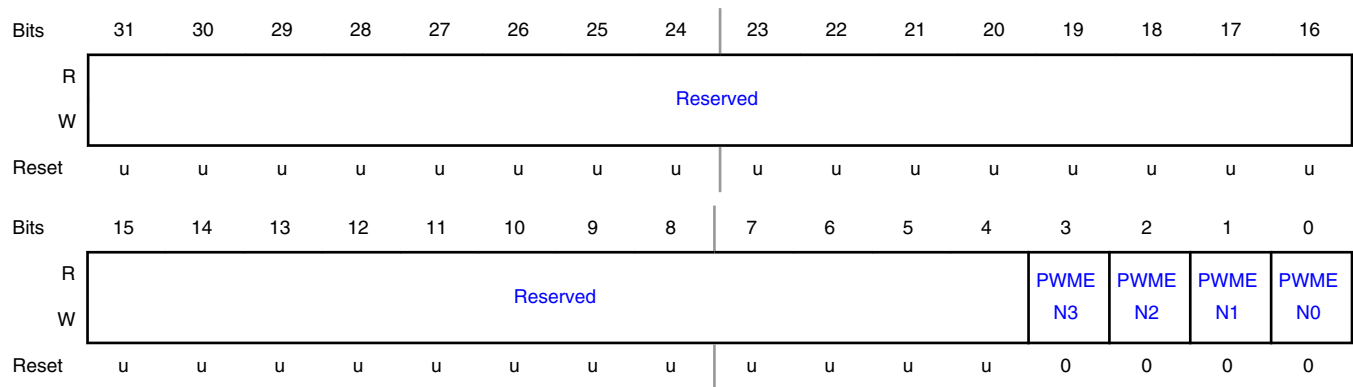 Bits 31 30 29 28 27 26 25 24 23 22 21 20 19 18 17 16
R
Reserved
W
Reset u u u u u u u u u u u u u u u u
Bits 15 14 13 12 11 10 9 8 7 6 5 4 3 2 1 0
R PWME PWME PWME PWME
Reserved
W N3 N2 N1 N0
Reset u u u u u u u u u u u u 0 0 0 0